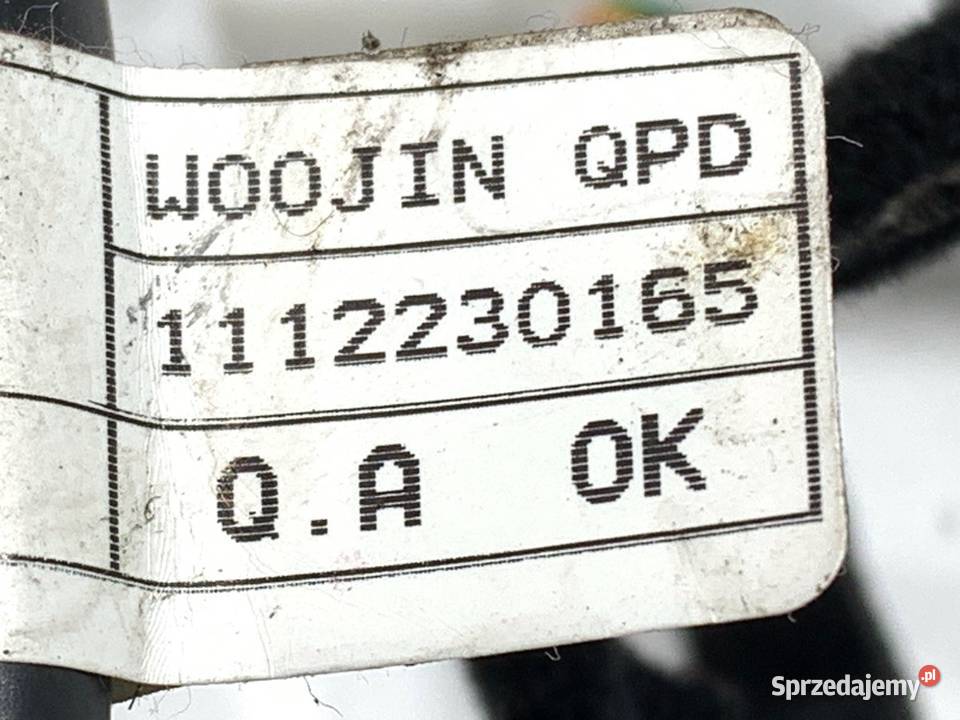 WOOJIN QPD
1112230165
Q.A OK
Sprzedajemy.pl